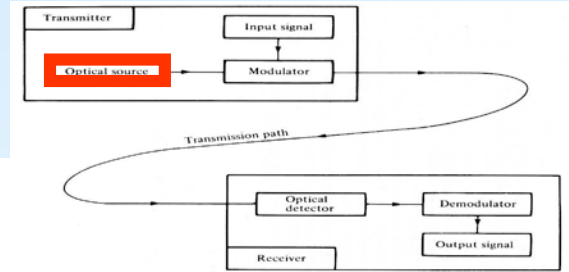 Transmitter
Input signal
Optical source
Modulator
Transmission path
Optical
detector
Demodulator
Output signal
Receiver